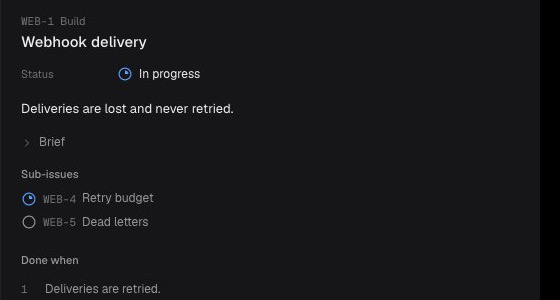 WEB-1 Build
Webhook delivery
Status In progress
Deliveries are lost and never retried.
Brief
Sub-issues
WEB-4 Retry budget
WEB-5 Dead letters
Done when
1 Deliveries are retried.